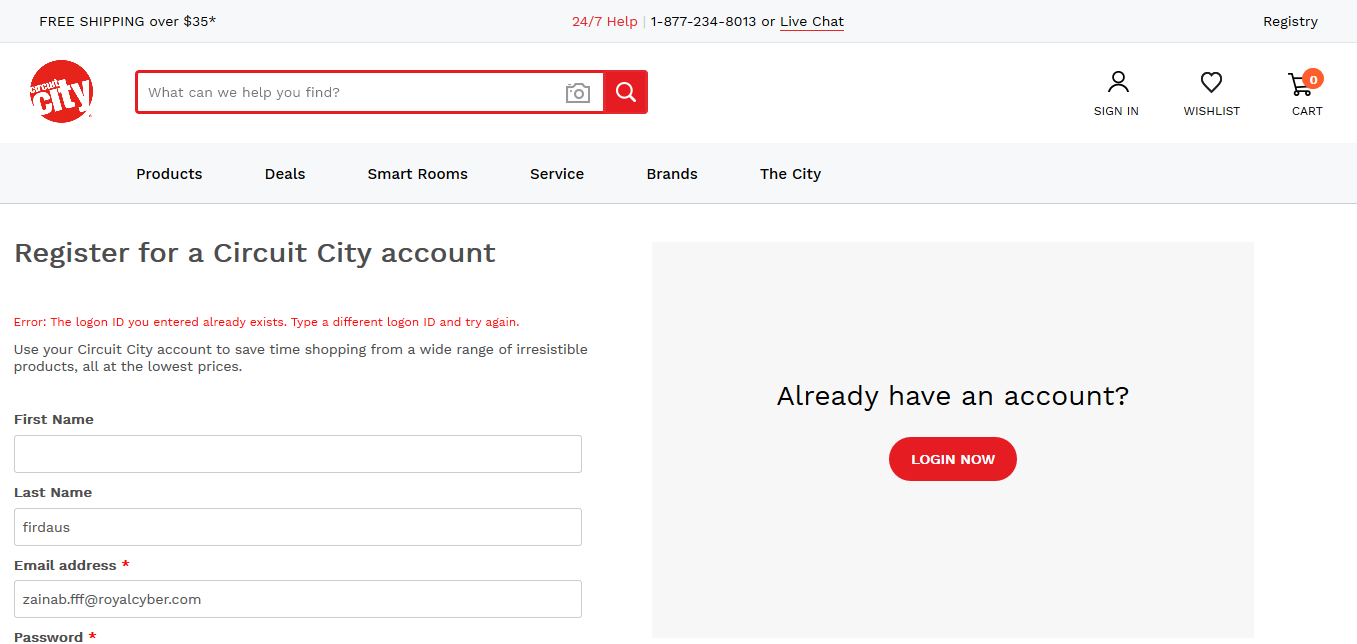 FREE SHIPPING over $35*
24/7 Help | 1-877-234-8013 or Live Chat
Registry
circuit
city
What can we help you find?
SIGN IN
WISHLIST
0
CART
Products
Deals
Smart Rooms
Service
Brands
The City
Register for a Circuit City account
Error: The logon ID you entered already exists. Type a different logon ID and try again.
Use your Circuit City account to save time shopping from a wide range of irresistible
products, all at the lowest prices.
First Name
Last Name
firdaus
Email address *
zainab.fff@royalcyber.com
Password *
Already have an account?
LOGIN NOW